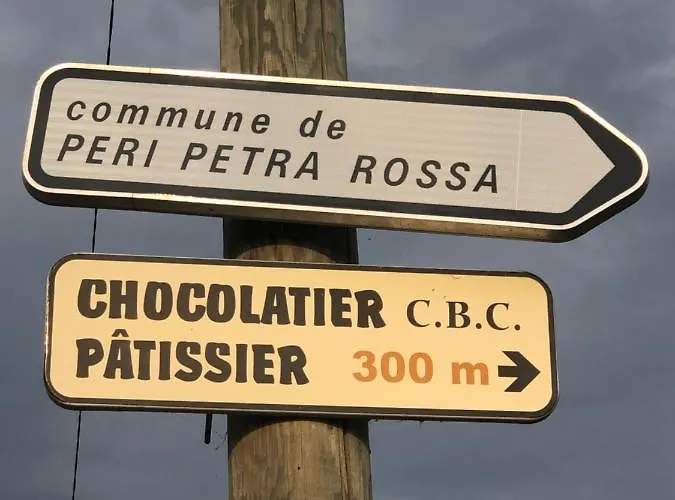 commune de
PERI PETRA ROSSA
CHOCOLATIER C.B.C.
PÂTISSIER 300 m